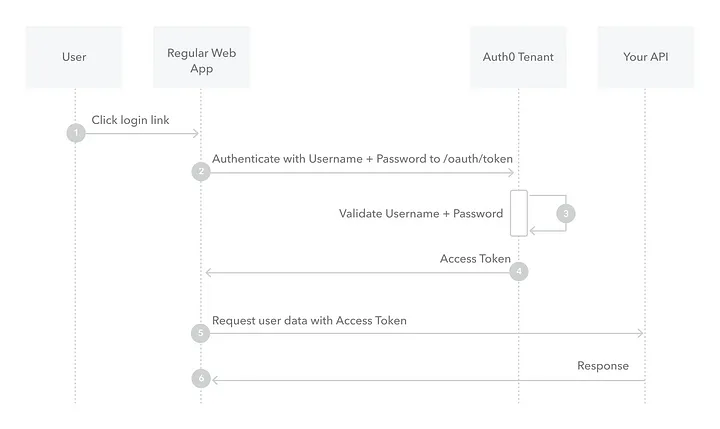 User
Regular Web
App
Auth0 Tenant
Your API
Click login link
1
Authenticate with Username + Password to /oauth/token
2
Validate Username + Password
3
Access Token
4
Request user data with Access Token
5
Response
6